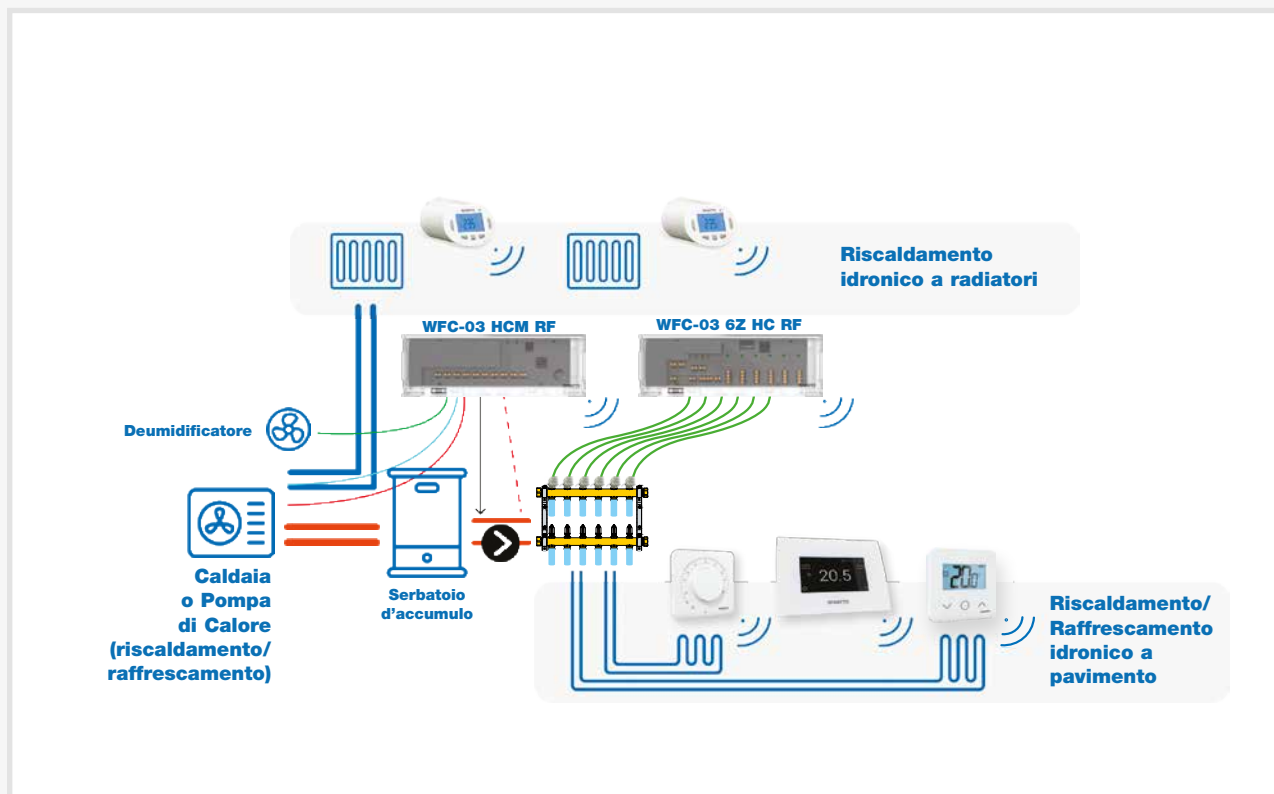 Riscaldamento
idronico a radiatori
WFC-03 HCM RF
WFC-03 6Z HC RF
Deumidificatore
Caldaia
o Pompa
di Calore
(riscaldamento/
raffrescamento)
Serbatoio
d'accumulo
20.5
Riscaldamento/
Raffrescamento
idronico a
pavimento